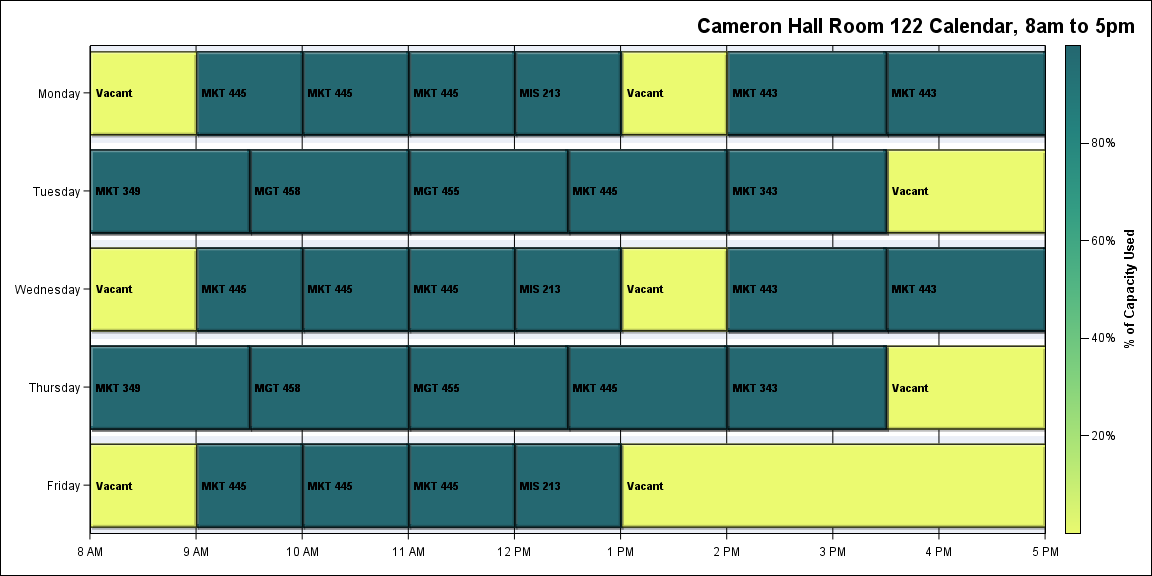 Cameron Hall Room 122 Calendar, 8am to 5pm
Monday
Vacant
MKT 445
MKT 445
MKT 445
MIS 213
Vacant
MKT 443
MKT 443
Tuesday
MKT 349
MGT 458
MGT 455
MKT 445
MKT 343
Vacant
Wednesday
Vacant
MKT 445
MKT 445
MKT 445
MIS 213
Vacant
MKT 443
MKT 443
Thursday
MKT 349
MGT 458
MGT 455
MKT 445
MKT 343
Vacant
Friday
Vacant
MKT 445
MKT 445
MKT 445
MIS 213
Vacant
8 AM
9 AM
10 AM
11 AM
12 PM
1 PM
2 PM
3 PM
4 PM
5 PM
80%
60%
40%
20%
% of Capacity Used